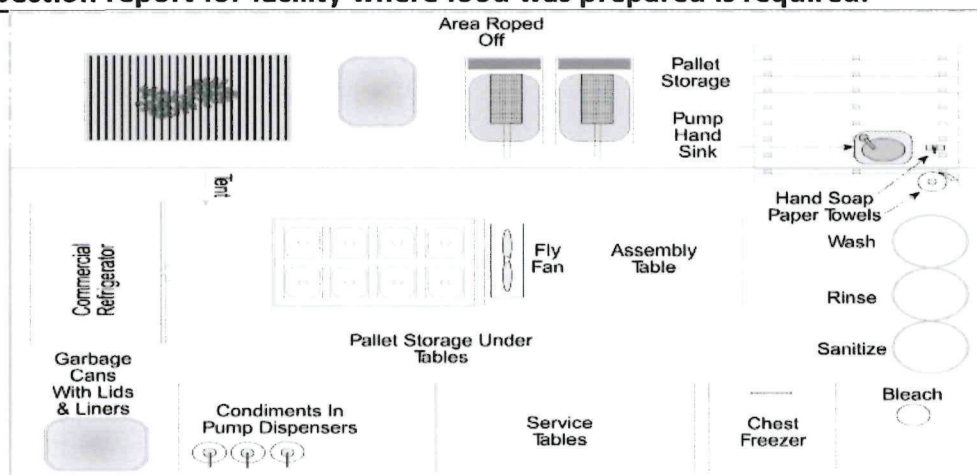 ection report for facility where food was prepared is required.
Area Roped
Off
Pallet
Storage
Pump
Hand
Sink
Tent
Hand Soap
Paper Towels
Commercial
Refrigerator
Fly
Fan
Assembly
Table
Wash
Rinse
Sanitize
Pallet Storage Under
Tables
Garbage
Cans
With Lids
& Liners
Condiments In
Pump Dispensers
Service
Tables
Chest
Freezer
Bleach